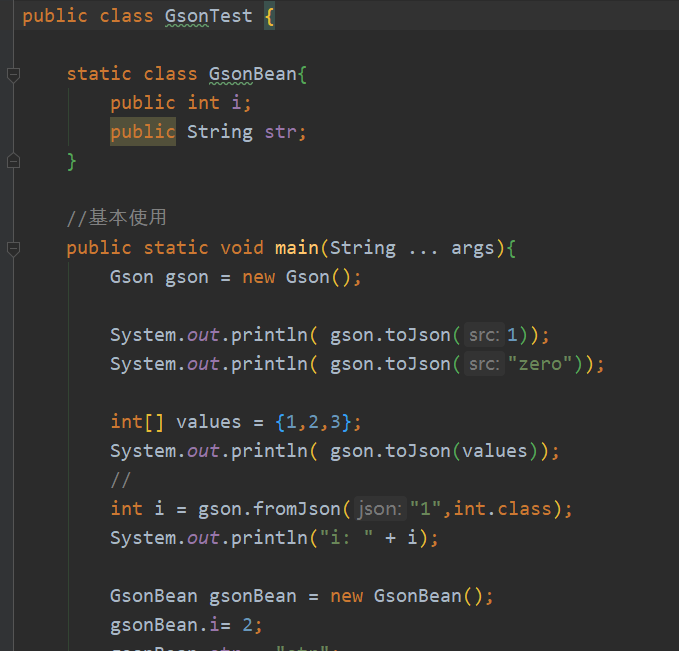 public class GsonTest {
static class GsonBean{
public int i;
public String str;
}
//基本使用
public static void main(String ... args){
Gson gson = new Gson();
System.out.println( gson.toJson( src: 1));
System.out.println( gson.toJson( src: "zero"));
int[] values = {1,2,3};
System.out.println( gson.toJson(values));
//
int i = gson.fromJson( json: "1",int.class);
System.out.println("i: " + i);
GsonBean gsonBean = new GsonBean();
gsonBean.i= 2;